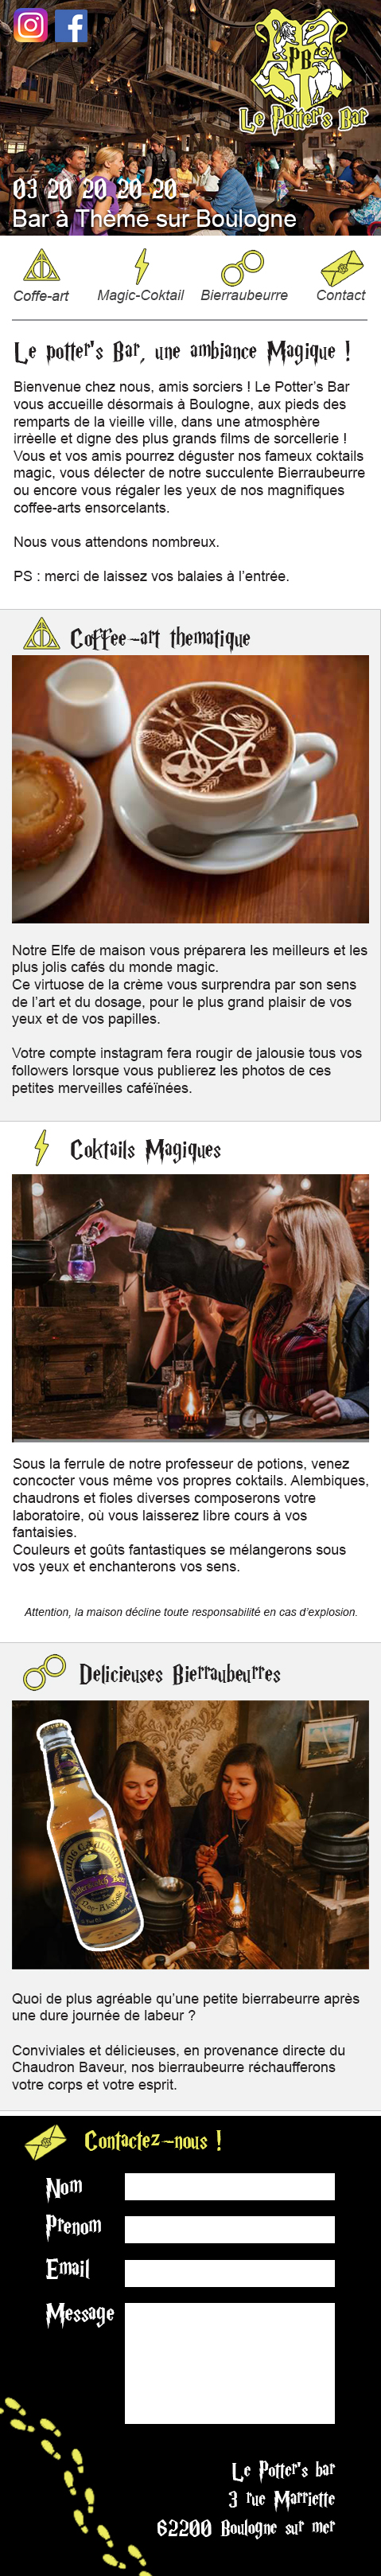 PB
Le Potter's Bar
03 20 20 20 20
Bar à Thème sur Boulogne
Coffe-art Magic-Coktail Bierraubeurre Contact
Le potter's Bar, une ambiance Magique !
Bienvenue chez nous, amis sorciers ! Le Potter’s Bar
vous accueille désormais à Boulogne, aux pieds des
remparts de la vieille ville, dans une atmosphère
irrèelle et digne des plus grands films de sorcellerie !
Vous et vos amis pourrez déguster nos fameux coktails
magic, vous délecter de notre succulente Bierraubeurre
ou encore vous régaler les yeux de nos magnifiques
coffee-arts ensorcelants.
Nous vous attendons nombreux.
PS : merci de laissez vos balaies à l’entrée.
Coffee-art thematique
Notre Elfe de maison vous préparera les meilleurs et les
plus jolis cafés du monde magic.
Ce virtuose de la crème vous surprendra par son sens
de l’art et du dosage, pour le plus grand plaisir de vos
yeux et de vos papilles.
Votre compte instagram fera rougir de jalousie tous vos
followers lorsque vous publierez les photos de ces
petites merveilles caféïnées.
Coktails Magiques
Sous la ferrule de notre professeur de potions, venez
concocter vous même vos propres coktails. Alembiques,
chaudrons et fioles diverses composerons votre
laboratoire, où vous laisserez libre cours à vos
fantaisies.
Couleurs et goûts fantastiques se mélangerons sous
vos yeux et enchanterons vos sens.
Attention, la maison décline toute responsabilité en cas d’explosion.
Delicieuses Bierraubeurres
Quoi de plus agréable qu’une petite bierrabeurre après
une dure journée de labeur ?
Conviviales et délicieuses, en provenance directe du
Chaudron Baveur, nos bierraubeurre réchaufferons
votre corps et votre esprit.
Contactez-nous !
Nom
Prenom
Email
Message
Le Potter's bar
3 rue Marriette
62200 Boulogne sur mer